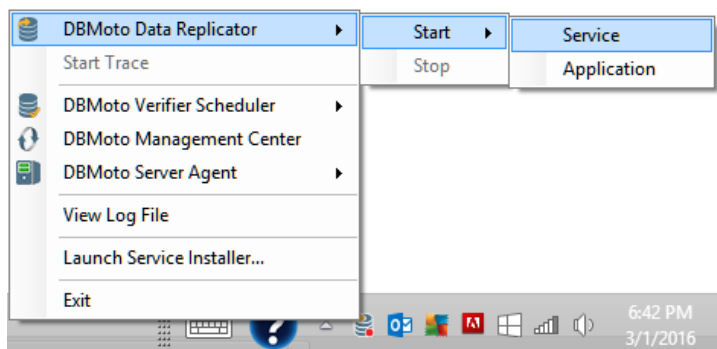 DBMoto Data Replicator
Start
Service
Start Trace
Stop
Application
DBMoto Verifier Scheduler
DBMoto Management Center
DBMoto Server Agent
View Log File
Launch Service Installer...
Exit
6:42 PM
3/1/2016